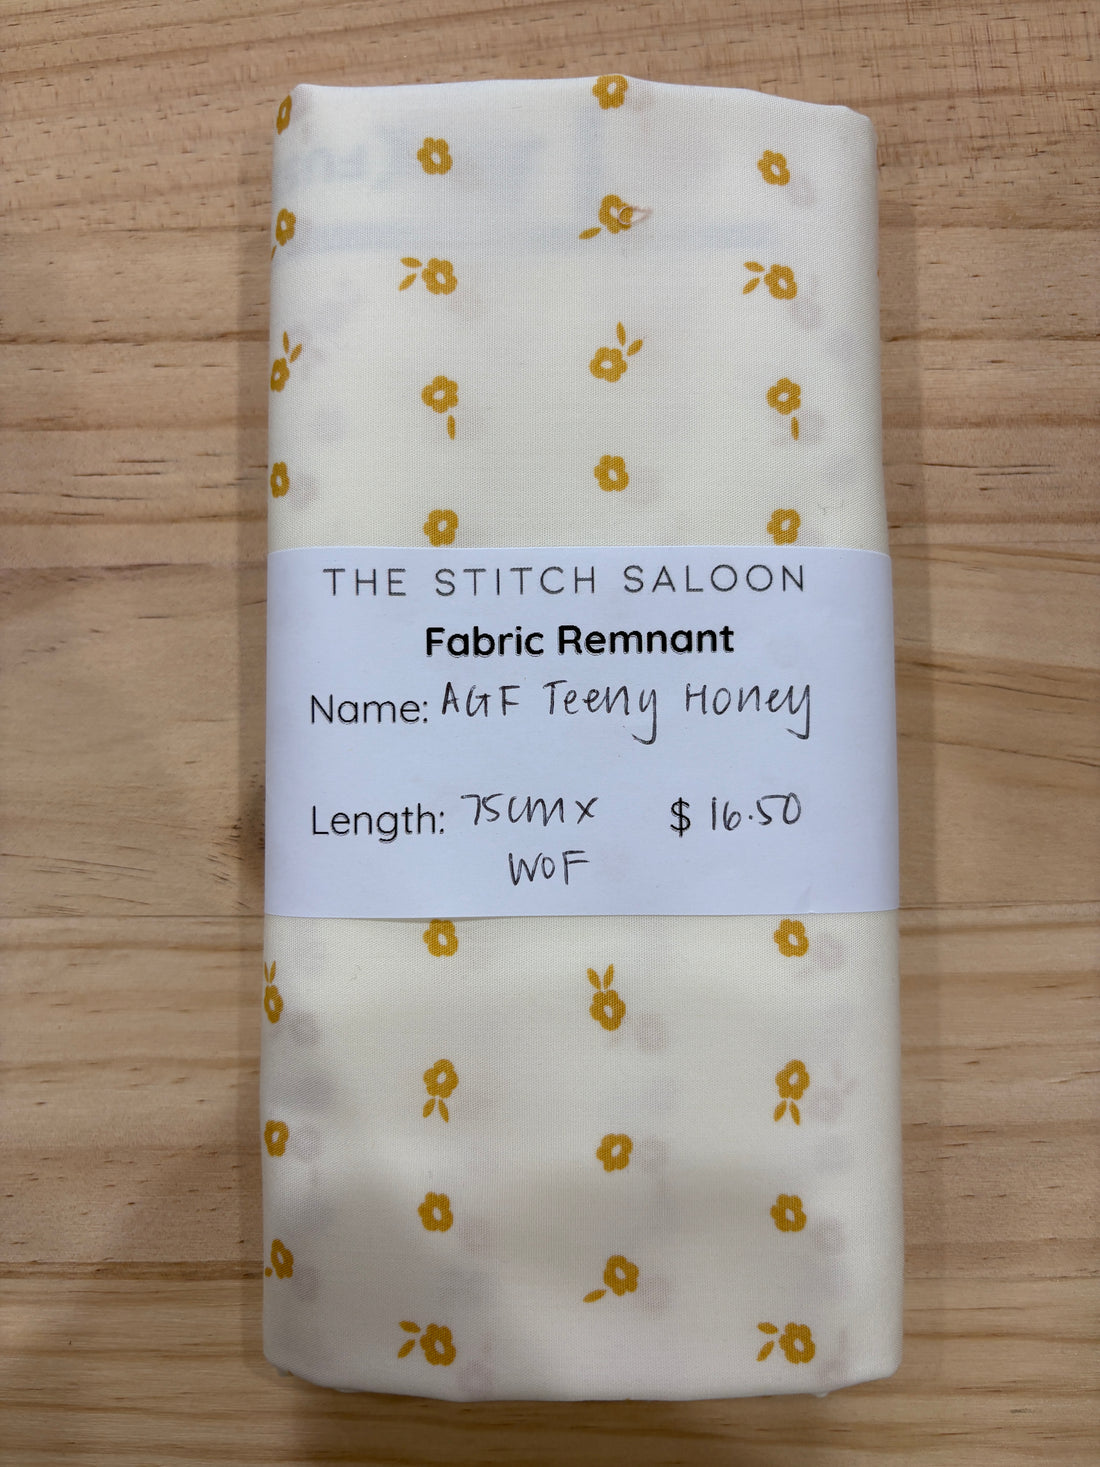 THE STITCH SALOON
Fabric Remnant
Name: AGF Teeny Honey
Length: 75cm x $ 16.50
WOF